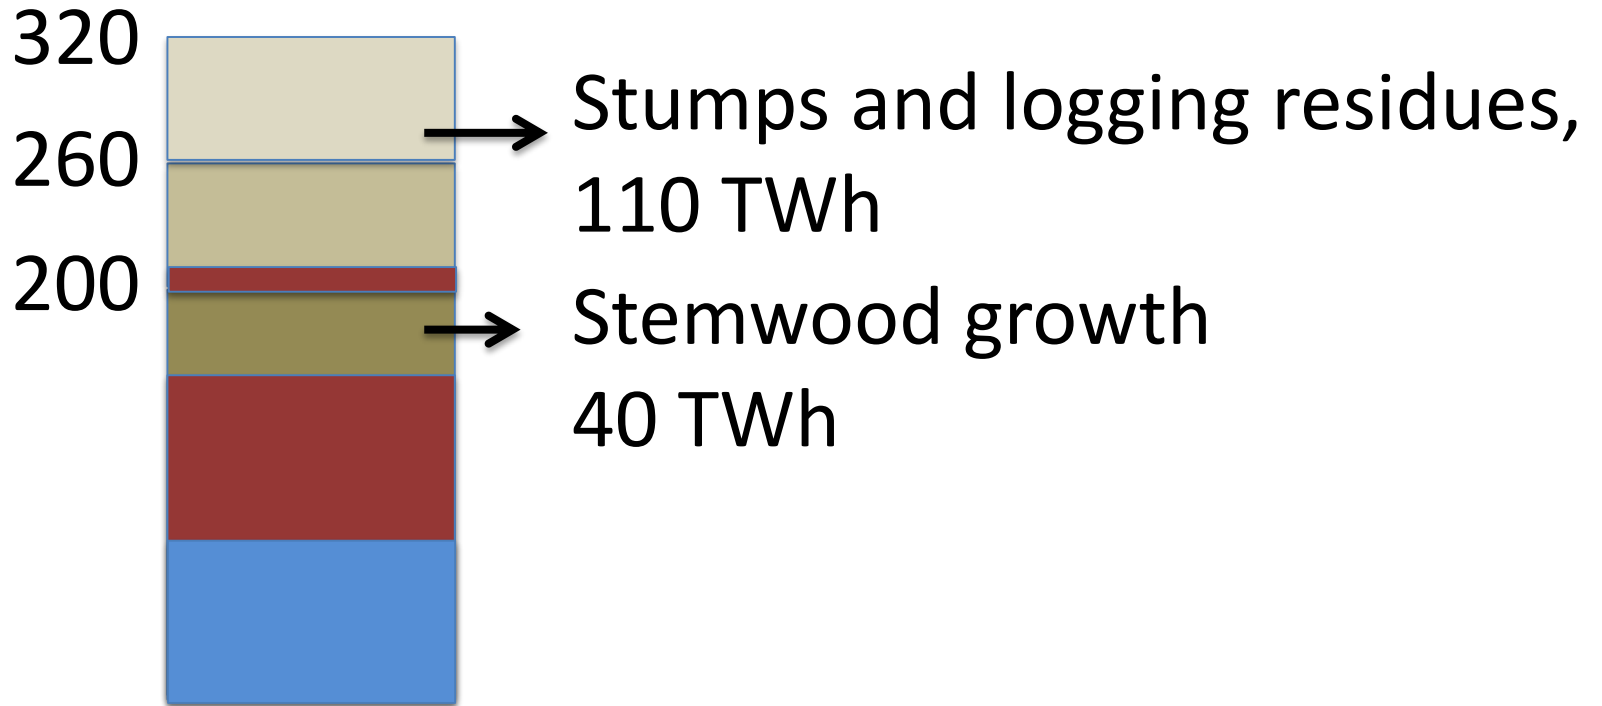 320
Stumps and logging residues,
260
110 TWh
200
Stemwood growth
40 TWh